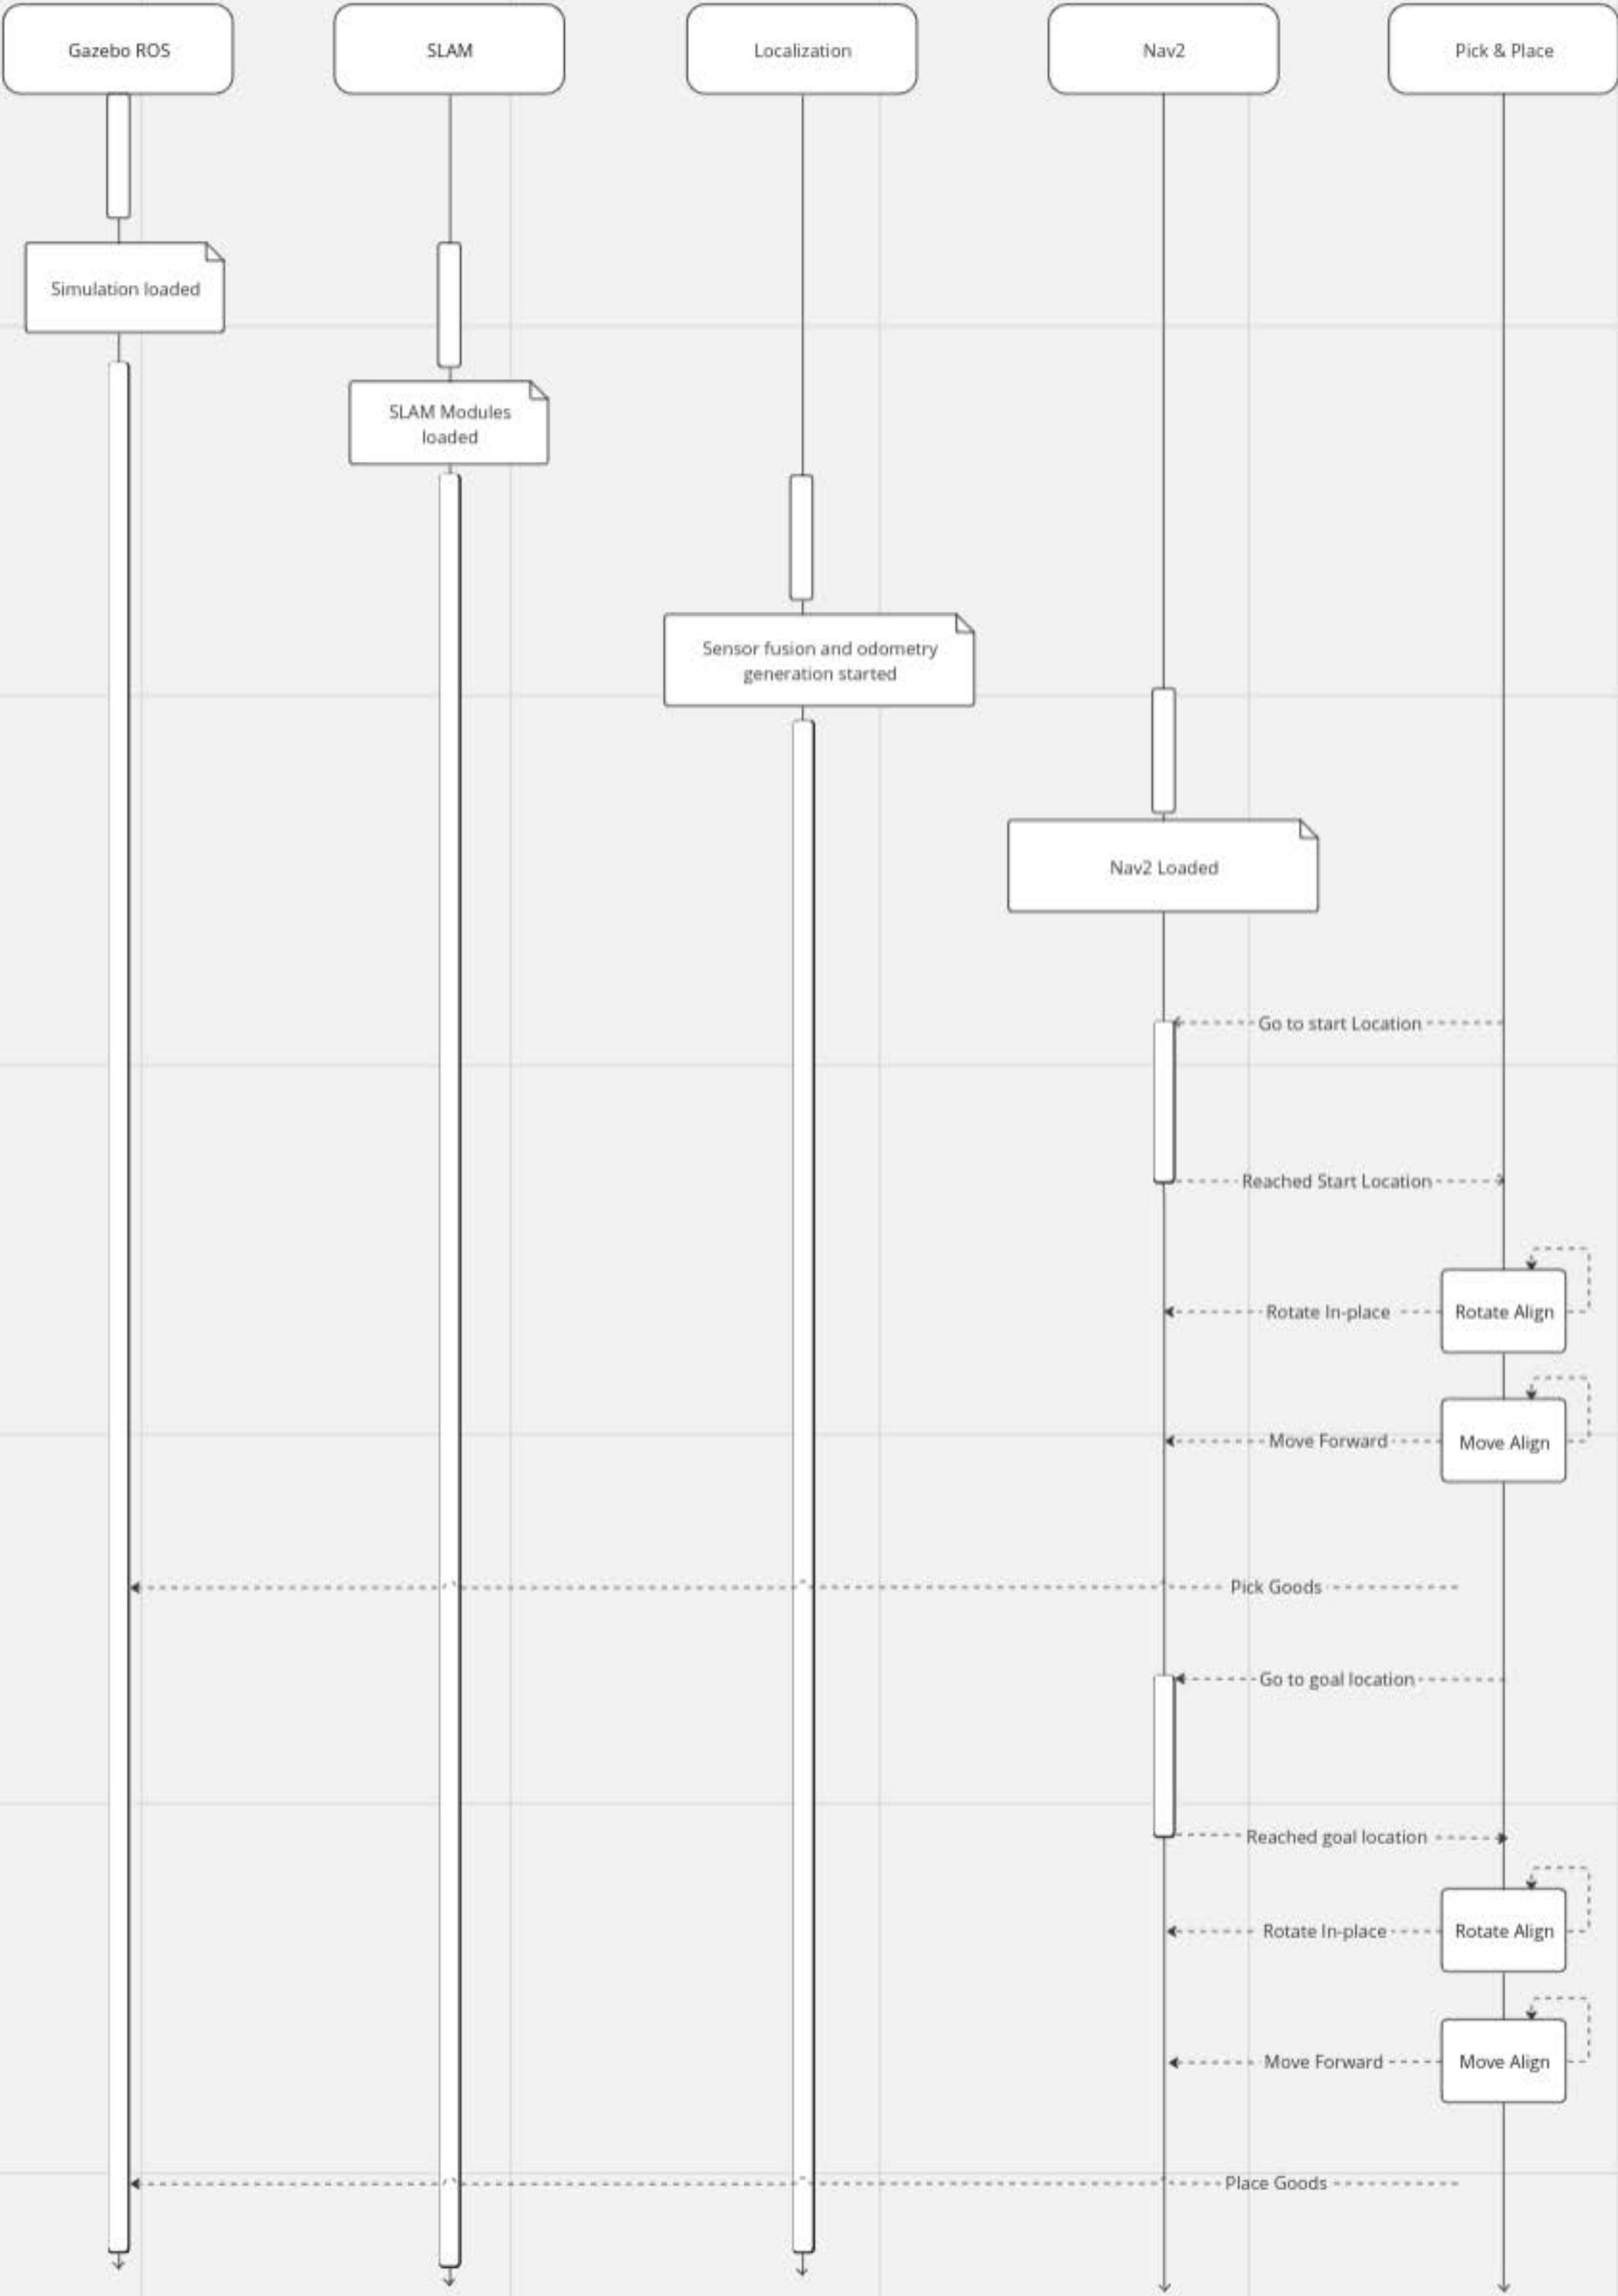 Gazebo ROS
SLAM
Localization
Nav2
Pick & Place
Simulation loaded
SLAM Modules
loaded
Sensor fusion and odometry
generation started
Nav2 Loaded
Go to start Location
Reached Start Location
Rotate In-place
Rotate Align
Move Forward
Move Align
Pick Goods
Go to goal location
Reached goal location
Rotate In-place
Rotate Align
Move Forward
Move Align
Place Goods